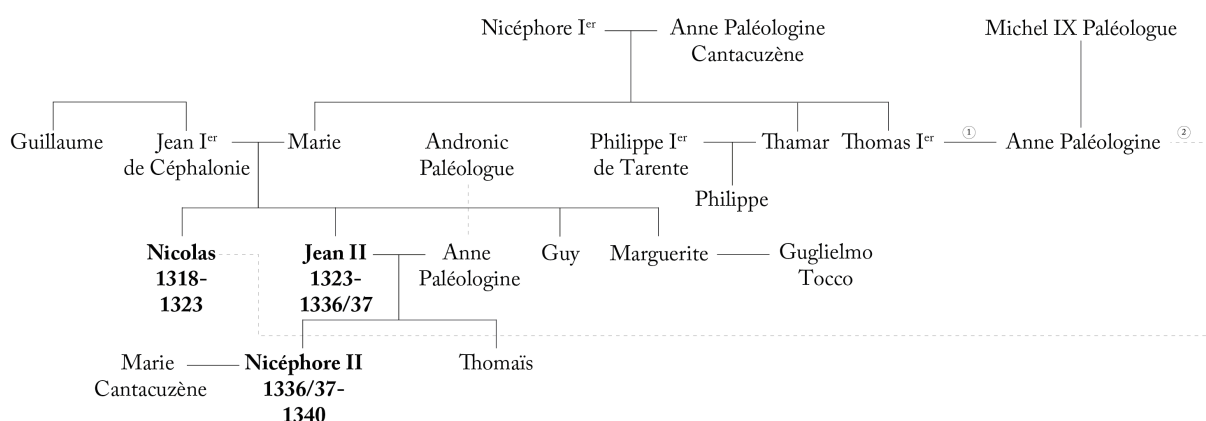 Nicéphore Iᵉʳ
Anne Paléologine
Cantacuzène
Michel IX Paléologue
Guillaume
Jean Iᵉʳ
de Céphalonie
Marie
Andronic
Paléologue
Philippe Iᵉʳ
de Tarente
Thamar
Thomas Iᵉʳ
①
Anne Paléologine
②
Philippe
Nicolas
1318-
1323
Jean II
1323-
1336/37
Anne
Paléologine
Guy
Marguerite
Guglielmo
Tocco
Marie
Cantacuzène
Nicéphore II
1336/37-
1340
Thomaïs